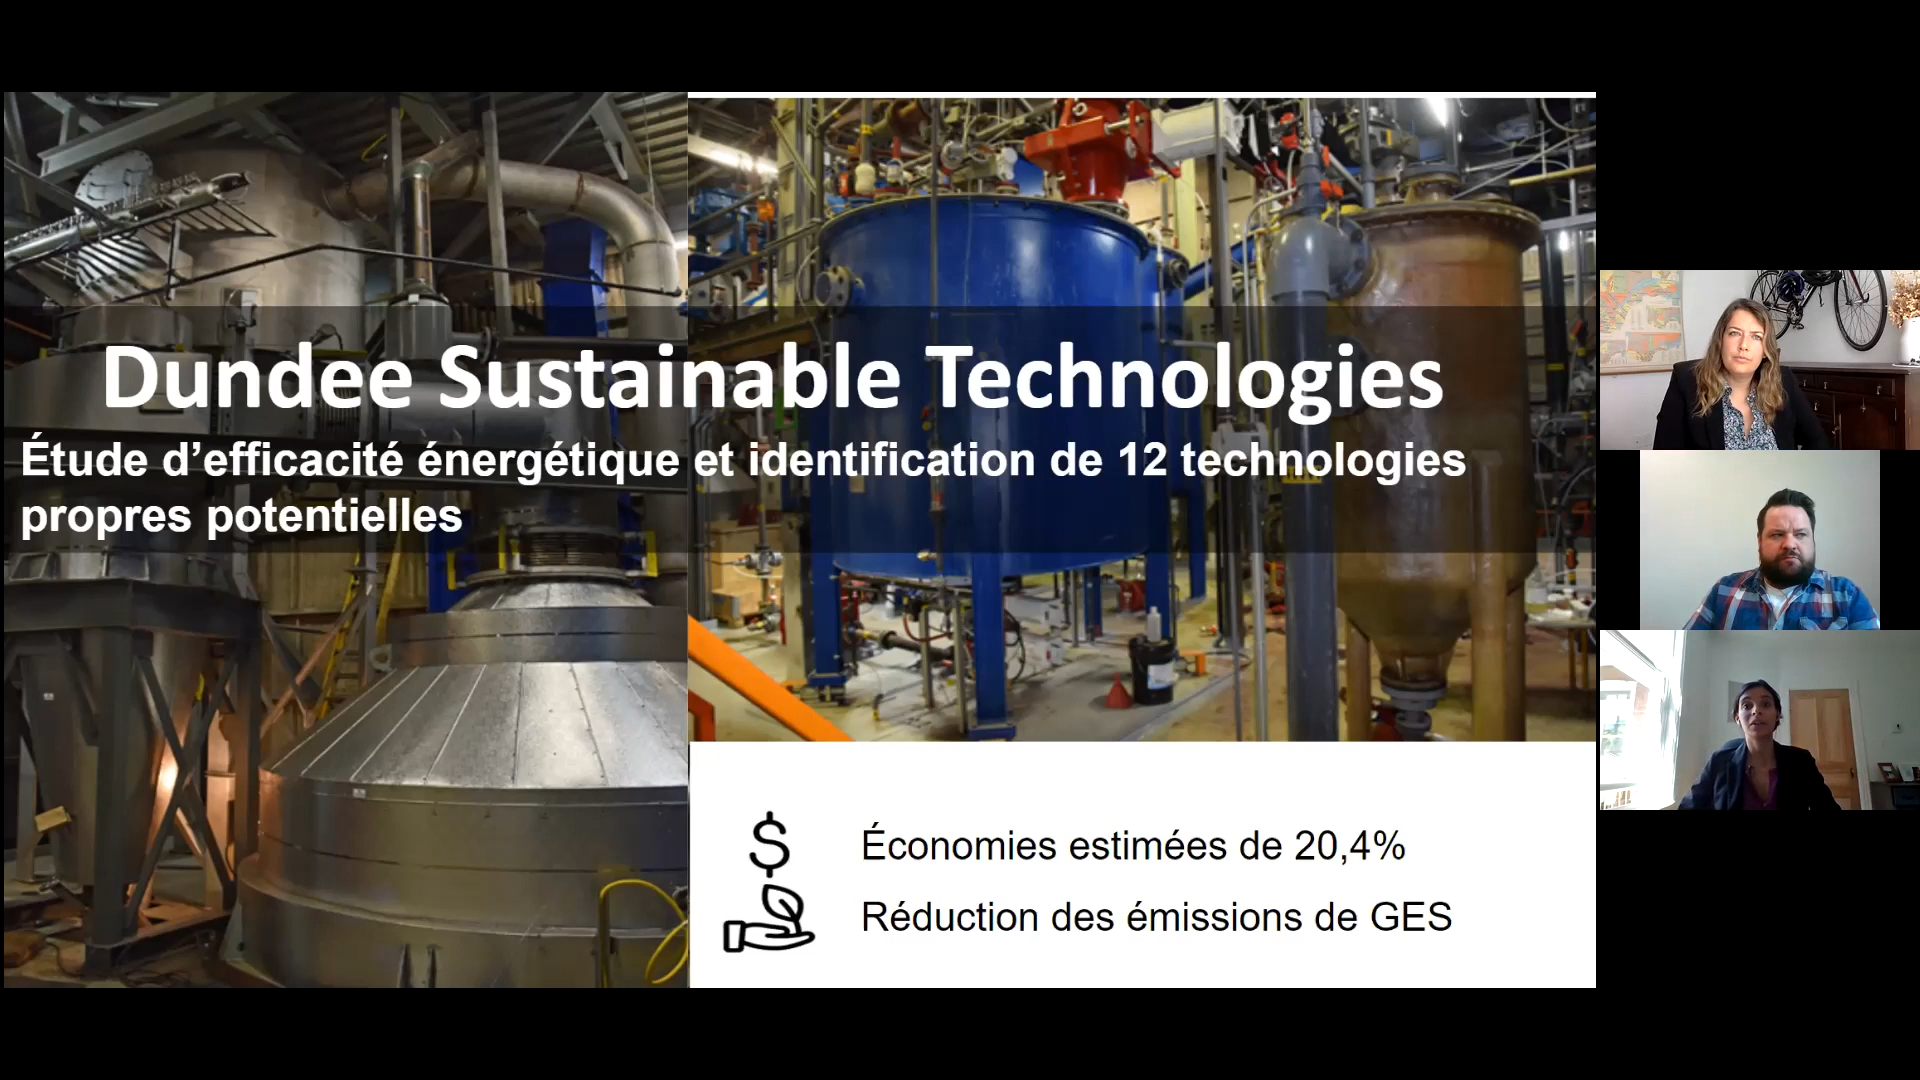 Dundee Sustainable Technologies
Étude d’efficacité énergétique et identification de 12 technologies
propres potentielles
$
Économies estimées de 20,4%
Réduction des émissions de GES